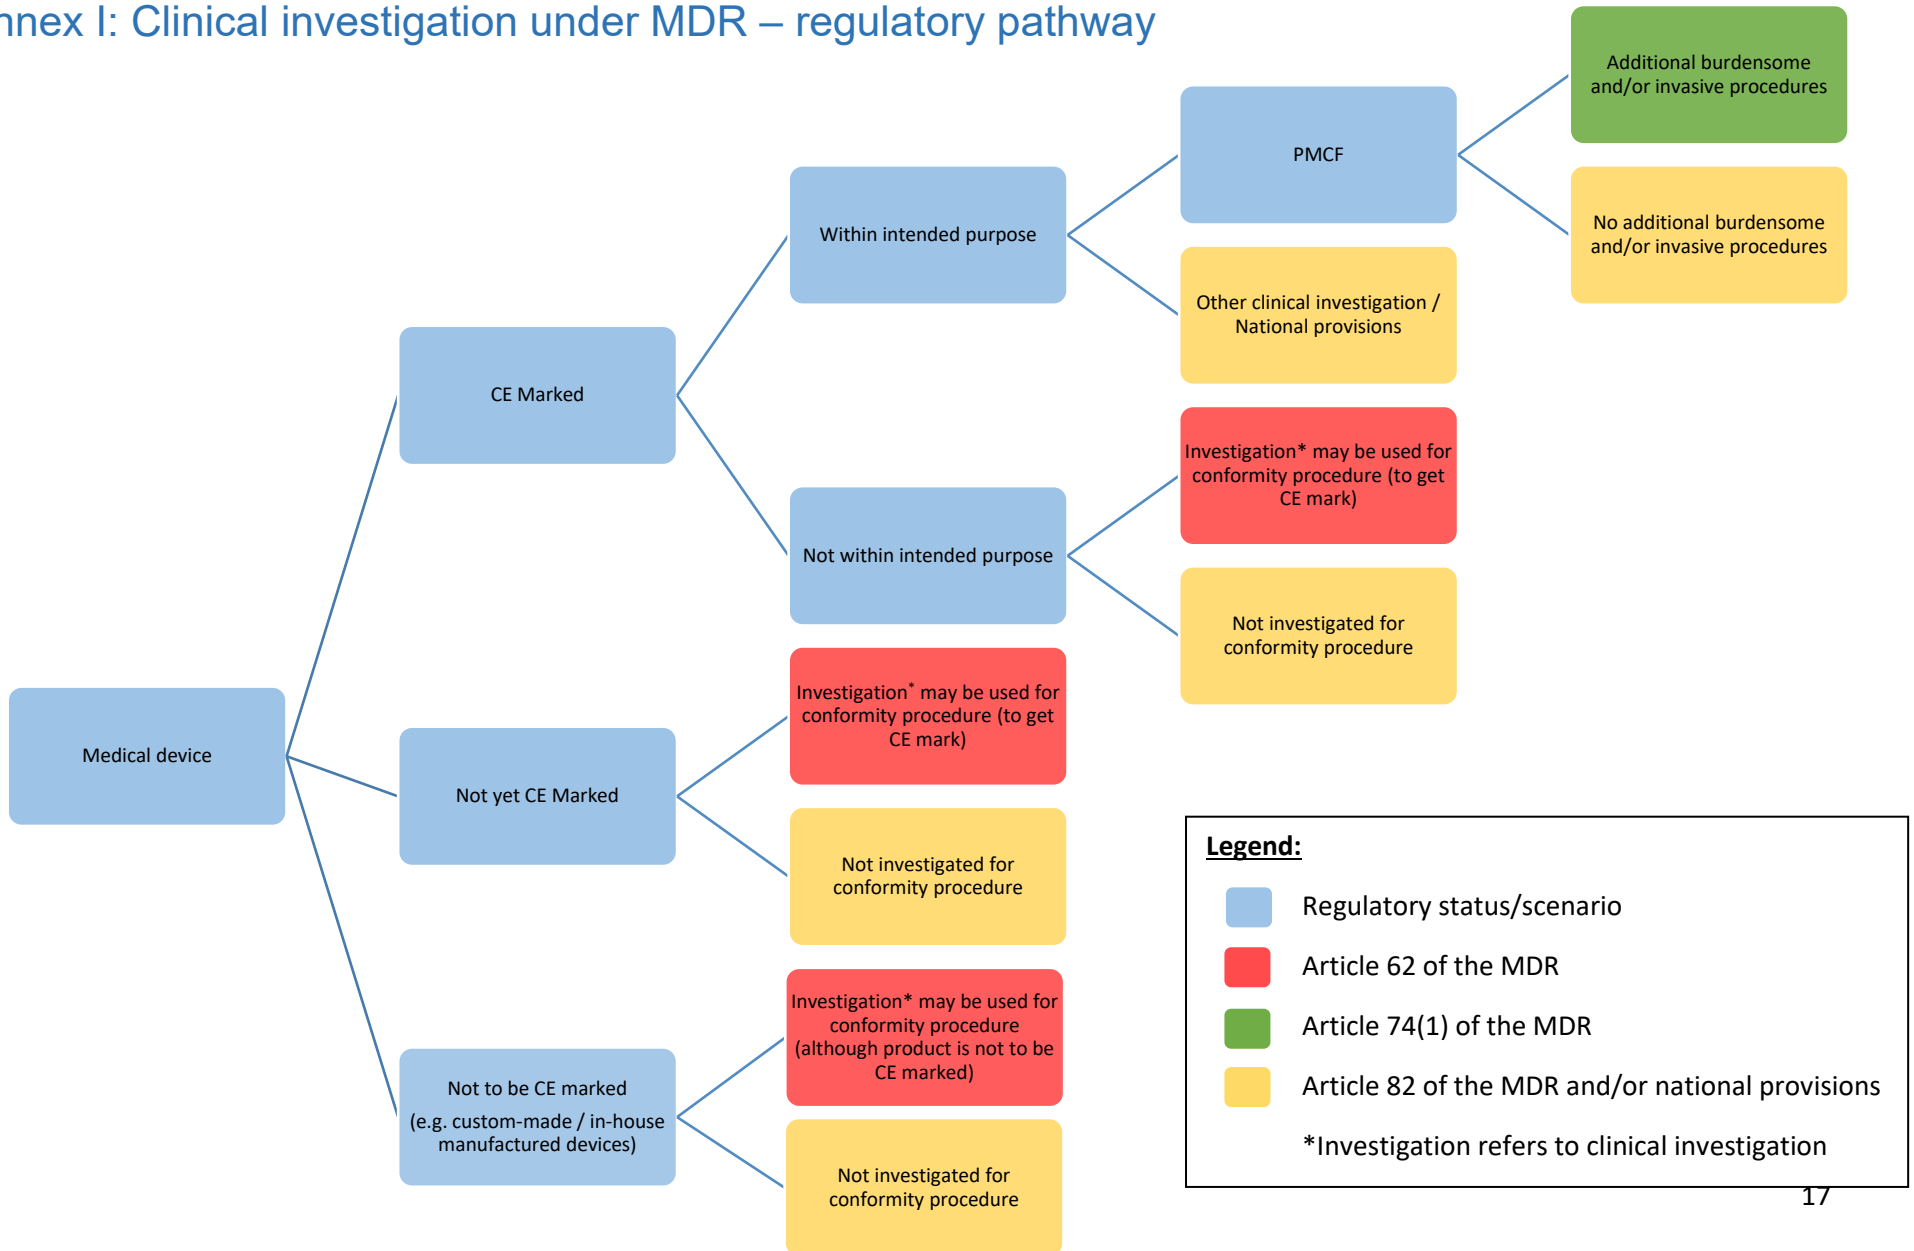 nnex I: Clinical investigation under MDR – regulatory pathway
Additional burdensome
and/or invasive procedures
PMCF
No additional burdensome
and/or invasive procedures
Within intended purpose
Other clinical investigation /
National provisions
CE Marked
Investigation* may be used for
conformity procedure (to get
CE mark)
Not within intended purpose
Not investigated for
conformity procedure
Medical device
Investigation* may be used for
conformity procedure (to get
CE mark)
Not yet CE Marked
Not investigated for
conformity procedure
Investigation* may be used for
conformity procedure
(although product is not to be
CE marked)
Not to be CE marked
(e.g. custom-made / in-house
manufactured devices)
Not investigated for
conformity procedure
Legend:
Regulatory status/scenario
Article 62 of the MDR
Article 74(1) of the MDR
Article 82 of the MDR and/or national provisions
*Investigation refers to clinical investigation
17